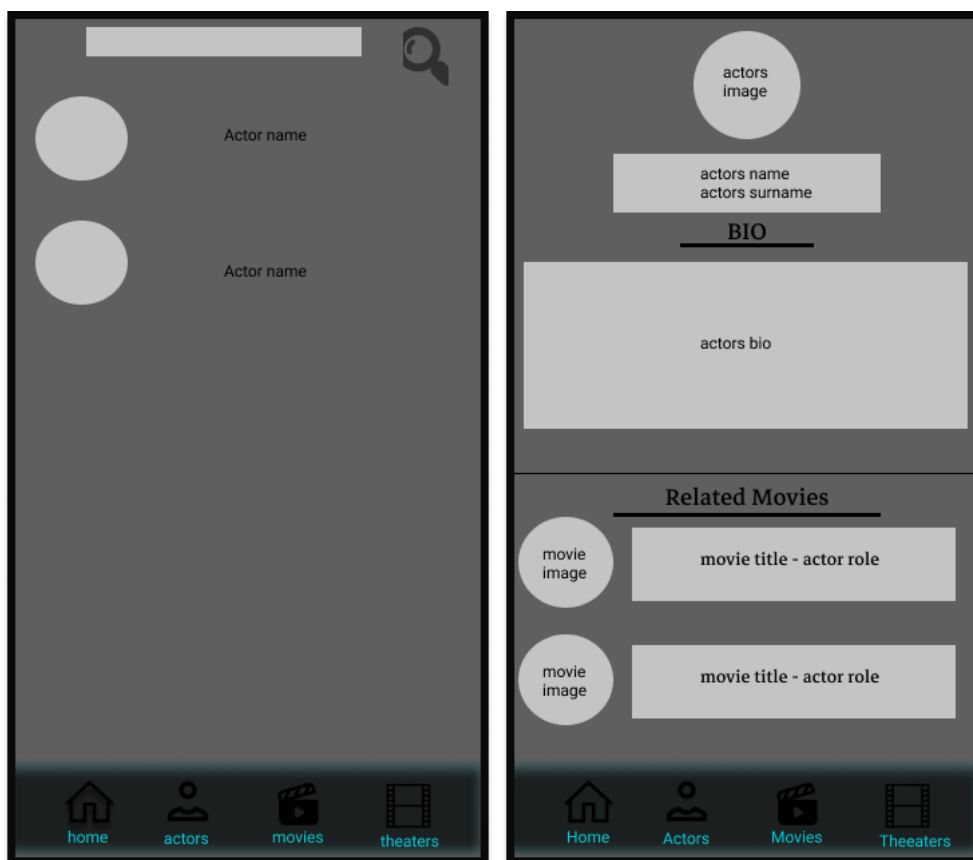 Actor name
Actor name
home actors movies theaters
actors
image
actors name
actors surname
BIO
actors bio
Related Movies
movie
image
movie title - actor role
movie
image
movie title - actor role
Home Actors Movies Theeaters